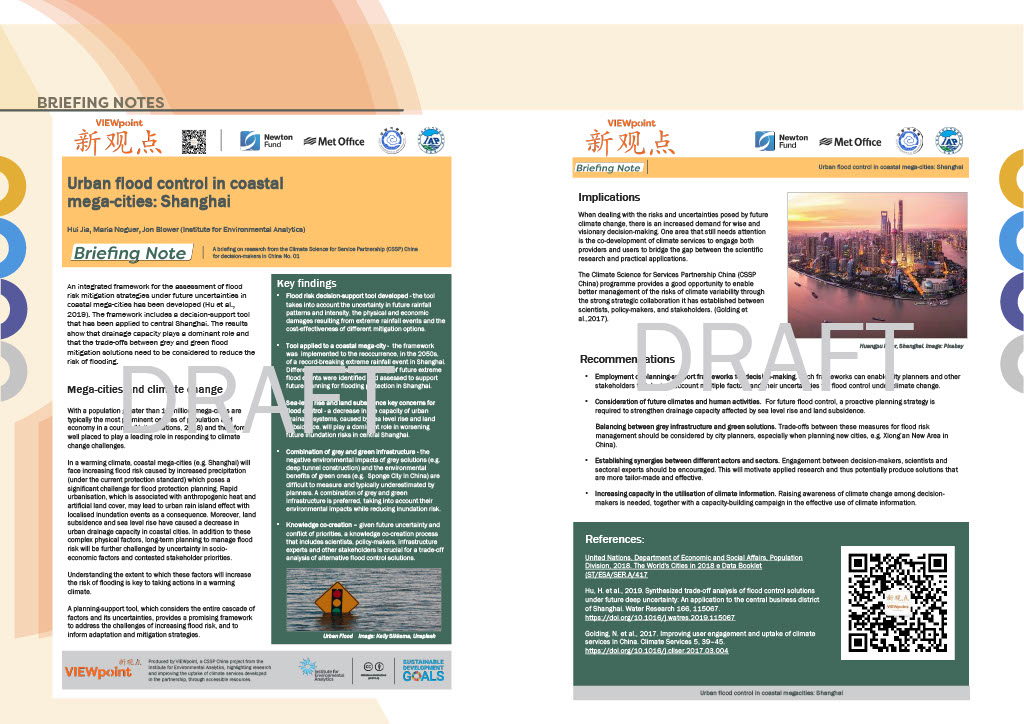 BRIEFING NOTES
VIEWpoint
新观点
Newton
Fund
Met Office
IAP
Urban flood control in coastal
mega-cities: Shanghai
Hui Jia, Maria Noguer, Jon Blower (Institute for Environmental Analytics)
Briefing Note
A briefing on research from the Climate Science for Service Partnership (CSSP) China
for decision-makers in China No. 01
An integrated framework for the assessment of flood
risk mitigation strategies under future uncertainties in
coastal mega-cities has been developed (Hu et al.,
2019). The framework includes a decision-support tool
that has been applied to central Shanghai. The results
show that drainage capacity plays a dominant role and
that the trade-offs between grey and green flood
mitigation solutions need to be considered to reduce the
risk of flooding.
Mega-cities and climate change
With a population greater than 10 million, mega-cities are
typically the most prominent centres of population and
economy in a country
well placed to play a leading role in responding to climate
change challenges.
In a warming climate, coastal mega-cities (e.g. Shanghai) will
face increasing flood risk caused by increased precipitation
(under the current protection standard) which poses a
significant challenge for flood protection planning. Rapid
urbanisation, which is associated with anthropogenic heat and
artificial land cover, may lead to urban rain island effect with
localised inundation events as a consequence. Moreover, land
subsidence and sea level rise have caused a decrease in
urban drainage capacity in coastal cities. In addition to these
complex physical factors, long-term planning to manage flood
risk will be further challenged by uncertainty in socio-
economic factors and contested stakeholder priorities.
Understanding the extent to which these factors will increase
the risk of flooding is key to taking actions in a warming
climate.
A planning-support tool, which considers the entire cascade of
factors and its uncertainties, provides a promising framework
to address the challenges of increasing flood risk, and to
inform adaptation and mitigation strategies.
Key findings
• Flood risk decision-support tool developed - the tool
takes into account the uncertainty in future rainfall
patterns and intensity, the physical and economic
damages resulting from extreme rainfall events and the
cost-effectiveness of different mitigation options.
• Tool applied to a coastal mega-city - the framework
was implemented to the reoccurrence, in the 2050s,
of a record-breaking extreme rainfall event in Shanghai.
of future extreme
flood events were identified and assessed to support
future planning for flooding protection in Shanghai.
• Sea-level rise and land subsidence key concerns for
flood control - a decrease in the capacity of urban
drainage systems, caused by sea level rise and land
subsidence, will play a dominant role in worsening
future inundation risks in central Shanghai.
• Combination of grey and green infrastructure - the
negative environmental impacts of grey solutions (e.g.
deep tunnel construction) and the environmental
benefits of green ones (e.g. Sponge City in China) are
difficult to measure and typically underestimated by
planners. A combination of grey and green
infrastructure is preferred, taking into account their
environmental impacts while reducing inundation risk.
• Knowledge co-creation – given future uncertainty and
conflict of priorities, a knowledge co-creation process
that includes scientists, policy-makers, infrastructure
experts and other stakeholders is crucial for a trade-off
analysis of alternative flood control solutions.
Urban Flood Image: Kelly Sikkema, Unsplash
DRAFT
新观点
VIEWpoint
Produced by VIEWpoint, a CSSP China project from the
Institute for Environmental Analytics, highlighting research
and improving the uptake of climate services developed
in the partnership, through accessible resources.
Institute for
Environmental
Analytics
SUSTAINABLE
DEVELOPMENT
GOALS
VIEWpoint
新观点
Newton
Fund
Met Office
IAP
Briefing Note
Urban flood control in coastal mega-cities: Shanghai
Implications
When dealing with the risks and uncertainties posed by future
climate change, there is an increased demand for wise and
visionary decision-making. One area that still needs attention
is the co-development of climate services to engage both
providers and users to bridge the gap between the scientific
research and practical applications.
The Climate Science for Services Partnership China (CSSP
China) programme provides a good opportunity to enable
better management of the risks of climate variability through
the strong strategic collaboration it has established between
scientists, policy-makers, and stakeholders. (Golding et
al.,2017).
Huangpu River, Shanghai. Image: Pixabay
Recommendations
• Employment of planning-support frameworks for decision-making. Such frameworks can enable city planners and other
stakeholders account multiple factors and their uncertainties for flood control under climate change.
• Consideration of future climates and human activities. For future flood control, a proactive planning strategy is
required to strengthen drainage capacity affected by sea level rise and land subsidence.
Balancing between grey infrastructure and green solutions. Trade-offs between these measures for flood risk
management should be considered by city planners, especially when planning new cities, e.g. Xiong'an New Area in
China).
• Establishing synergies between different actors and sectors. Engagement between decision-makers, scientists and
sectoral experts should be encouraged. This will motivate applied research and thus potentially produce solutions that
are more tailor-made and effective.
• Increasing capacity in the utilisation of climate information. Raising awareness of climate change among decision-
makers is needed, together with a capacity-building campaign in the effective use of climate information.
DRAFT
References:
United Nations, Department of Economic and Social Affairs, Population
Division, 2018. The World's Cities in 2018 e Data Booklet
(ST/ESA/SER.A/417
Hu, H. et al., 2019. Synthesized trade-off analysis of flood control solutions
under future deep uncertainty: An application to the central business district
of Shanghai. Water Research 166, 115067.
https://doi.org/10.1016/j.watres.2019.115067
Golding, N. et al., 2017. Improving user engagement and uptake of climate
services in China. Climate Services 5, 39–45.
https://doi.org/10.1016/j.cliser.2017.03.004
新观点
VIEWpoint
Urban flood control in coastal megacities: Shanghai